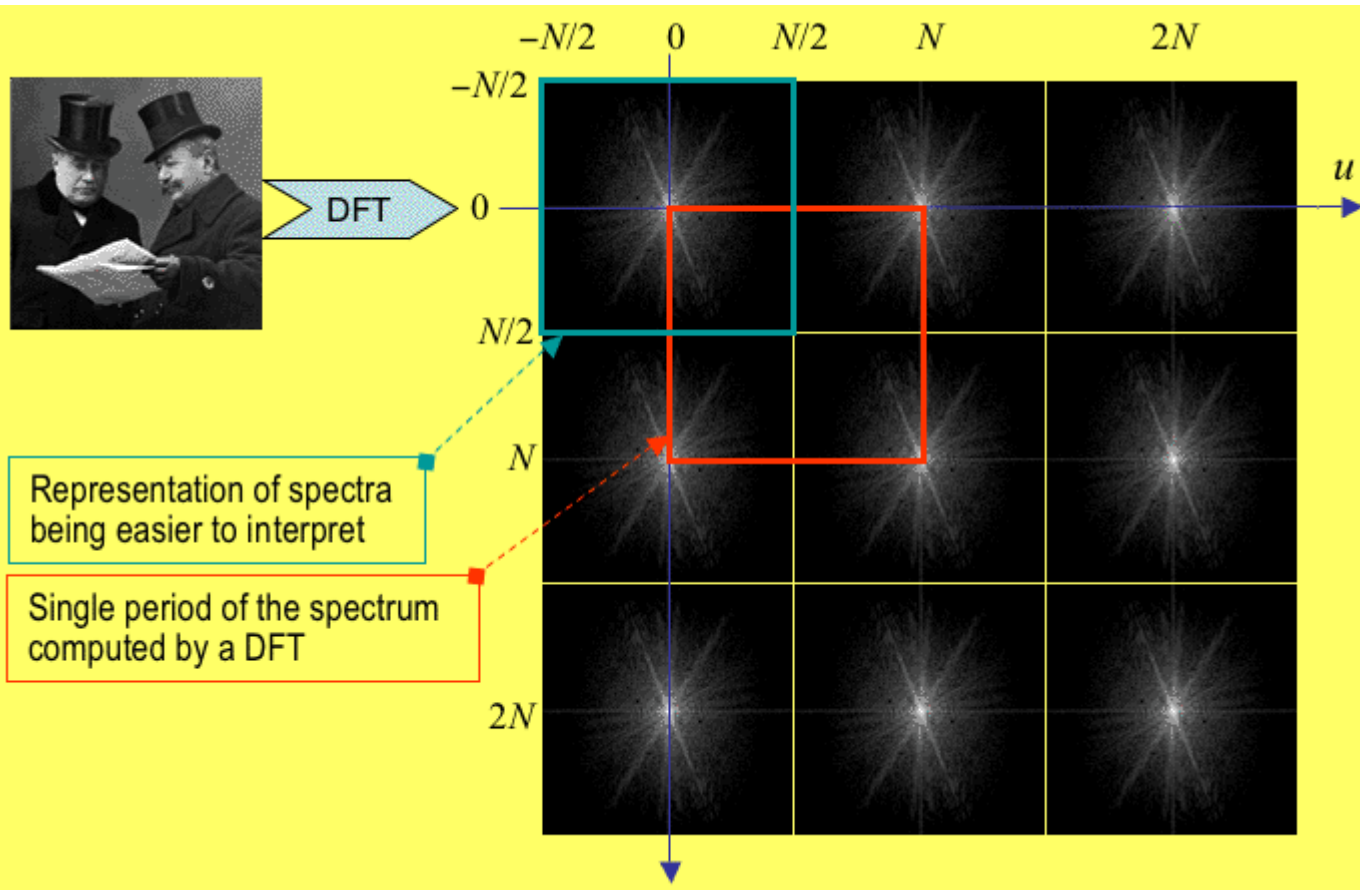 −N/2 0 N/2 N 2N
−N/2
u
DFT
0
N/2
N
Representation of spectra
being easier to interpret
Single period of the spectrum
computed by a DFT
2N